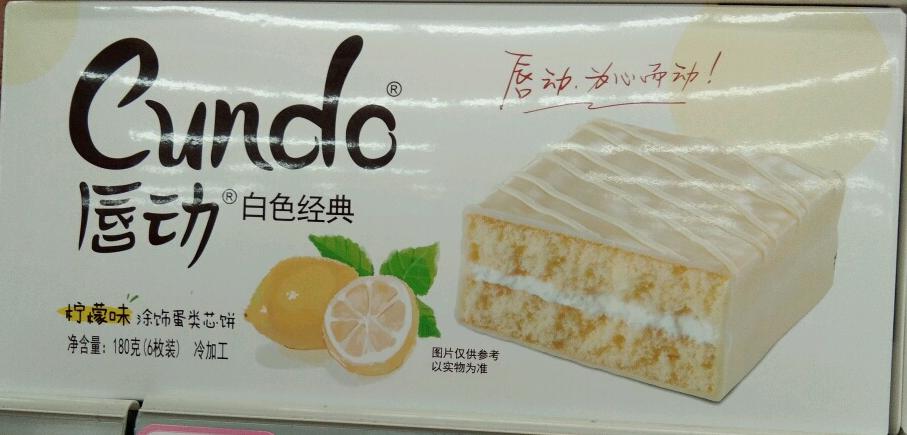 Cundo®
唇动®白色经典
唇动.为心而动!
柠檬味 涂饰蛋类芯饼
净含量: 180克(6枚装) 冷加工
图片仅供参考
以实物为准